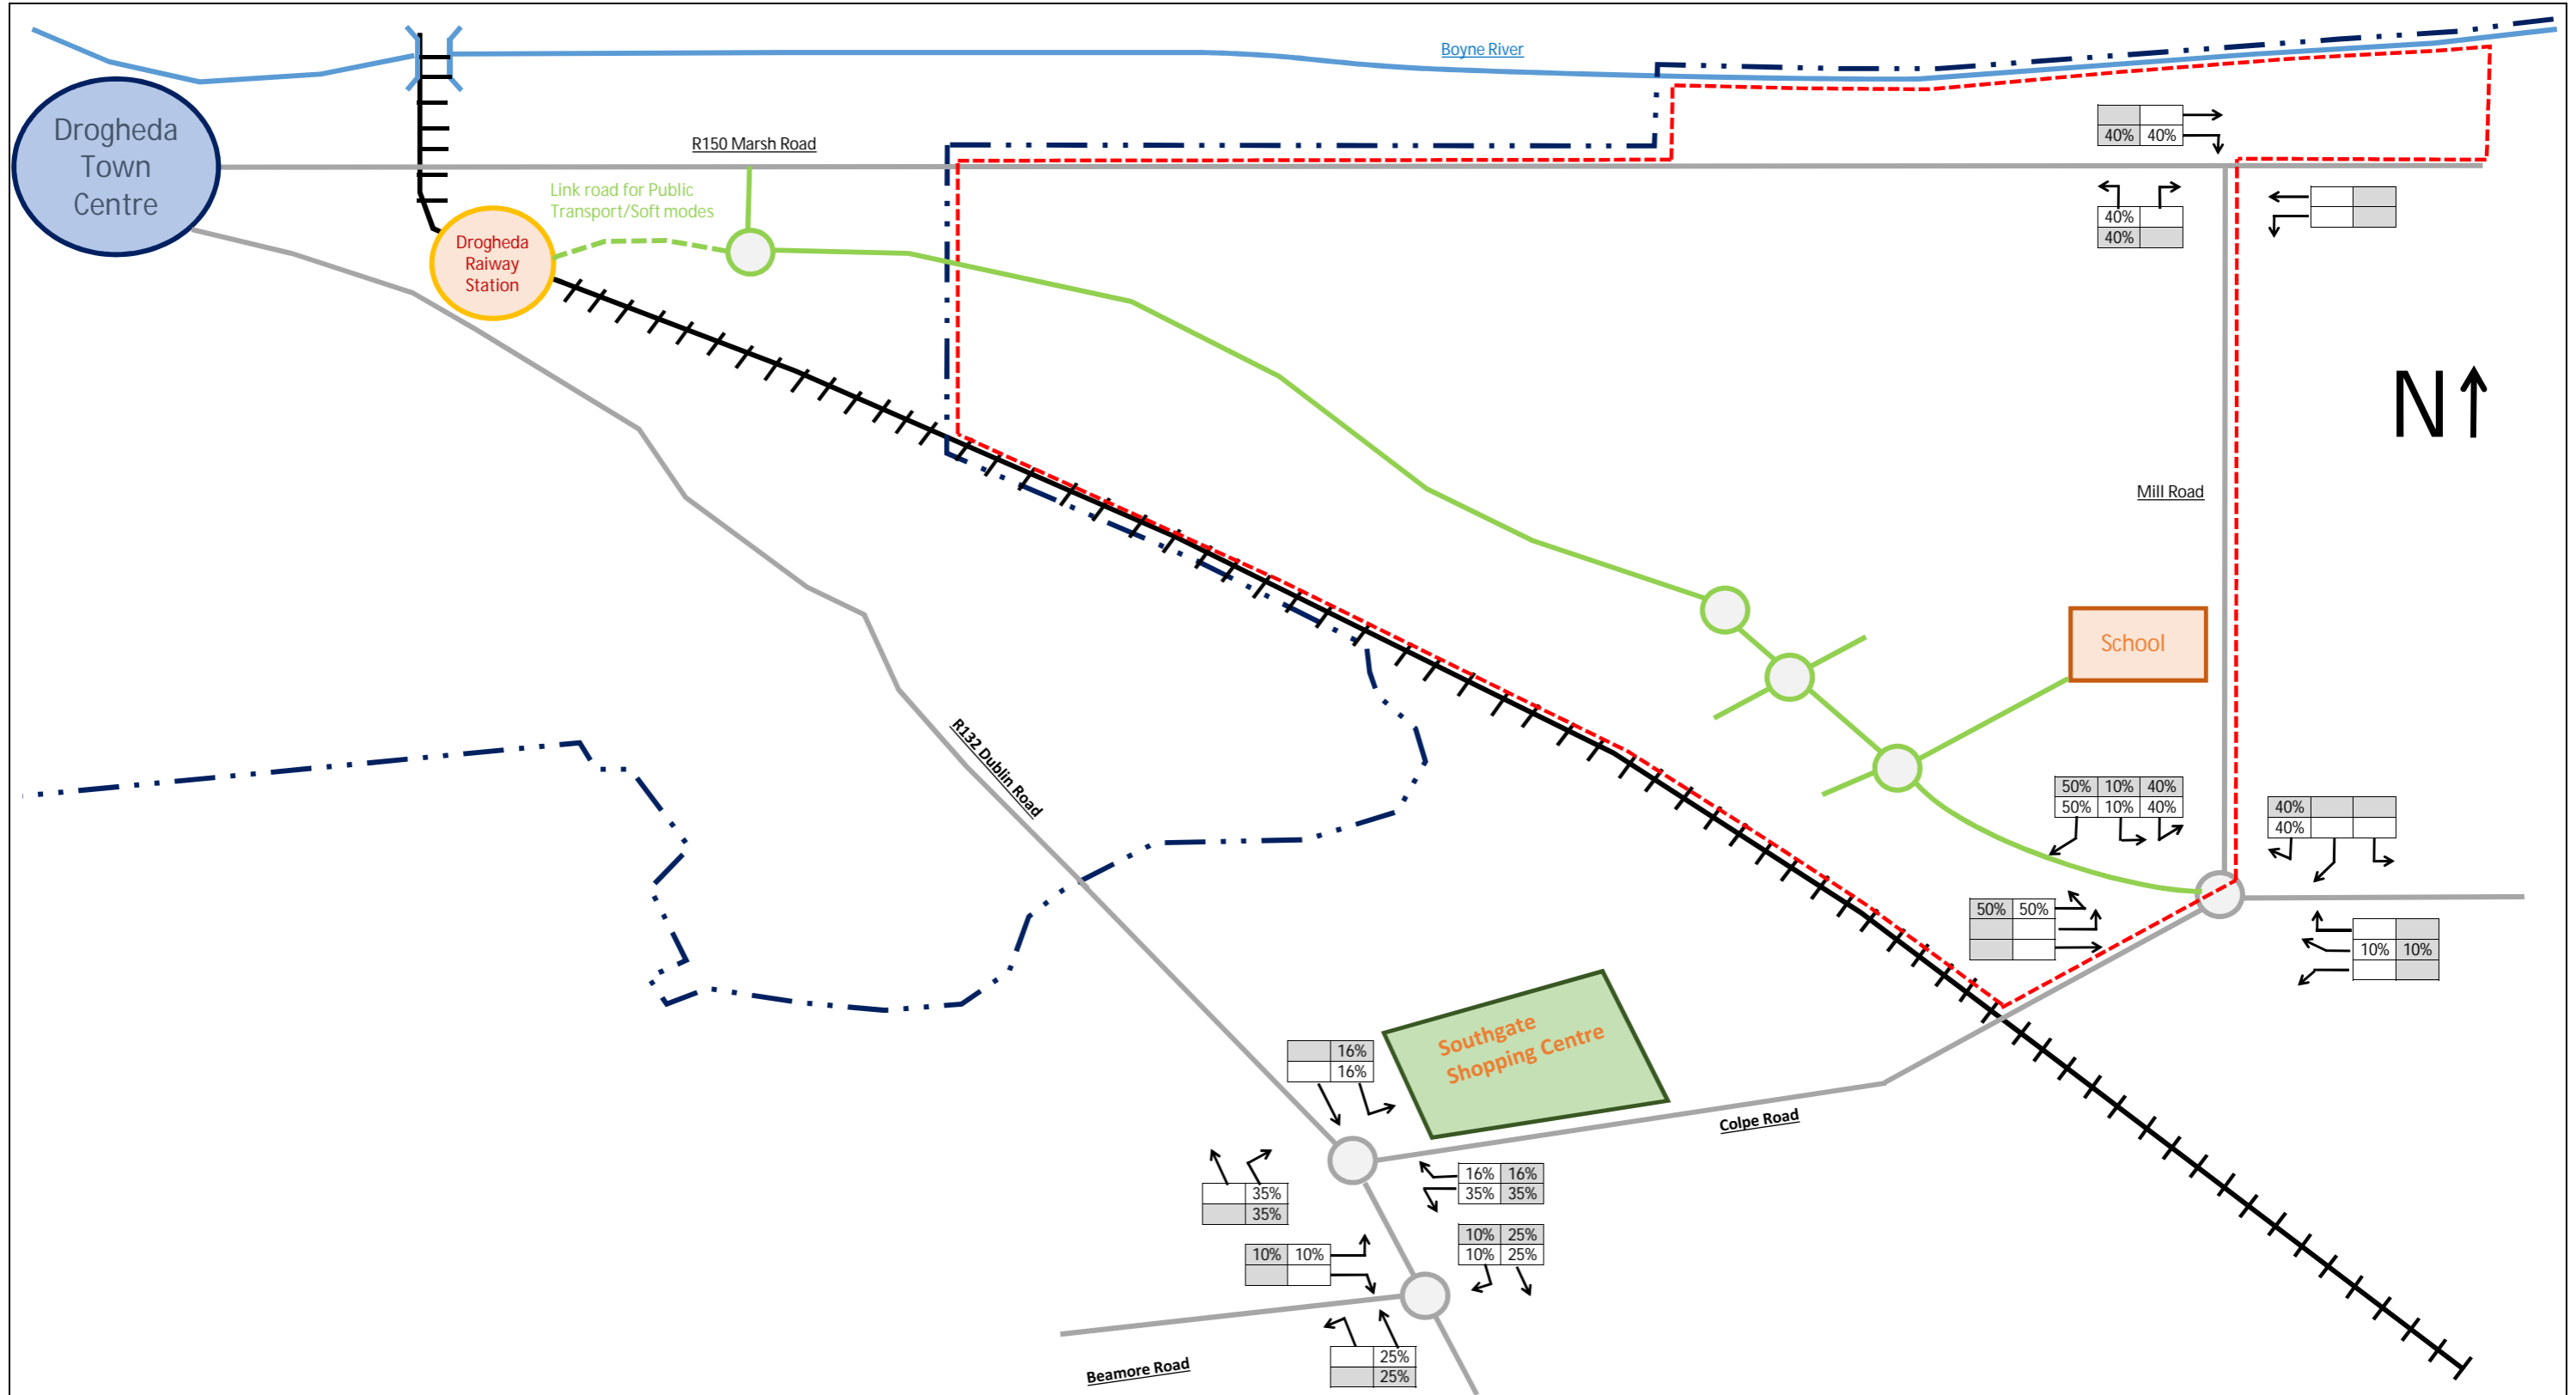 Boyne River
Drogheda
Town
Centre
R150 Marsh Road
40% 40%
Link road for Public
Transport/Soft modes
40%
40%
Drogheda
Raiway
Station
N
Mill Road
School
R132 Dublin Road
50% 10% 40%
50% 10% 40%
40%
40%
50% 50%
10% 10%
Southgate
Shopping Centre
16%
16%
Colpe Road
16% 16%
35% 35%
35%
35%
10% 25%
10% 25%
10% 10%
25%
25%
Beamore Road